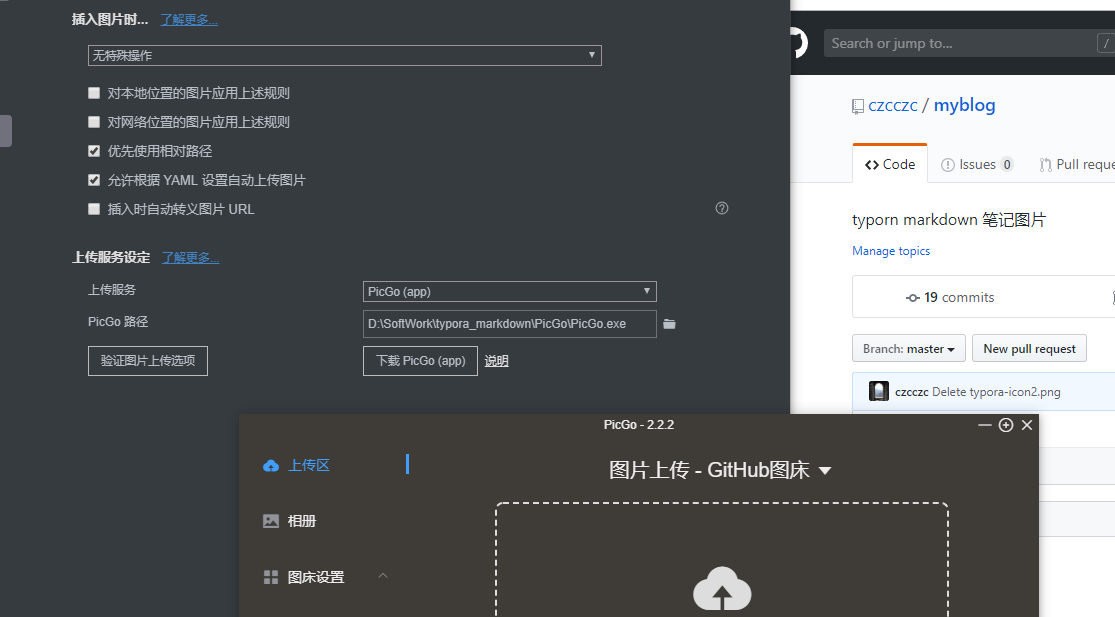 插入图片时... 了解更多...
无特殊操作
对本地位置的图片应用上述规则
对网络位置的图片应用上述规则
优先使用相对路径
允许根据 YAML 设置自动上传图片
插入时自动转义图片 URL
上传服务设定 了解更多...
上传服务 PicGo (app)
PicGo 路径 D:\SoftWork\typora_markdown\PicGo\PicGo.exe
验证图片上传选项 下载 PicGo (app) 说明
Search or jump to... /
czcczc / myblog
Code Issues 0 Pull reque
typorn markdown 笔记图片
Manage topics
19 commits
Branch: master New pull request
czcczc Delete typora-icon2.png
PicGo - 2.2.2
上传区
图片上传 - GitHub图床
相册
图床设置